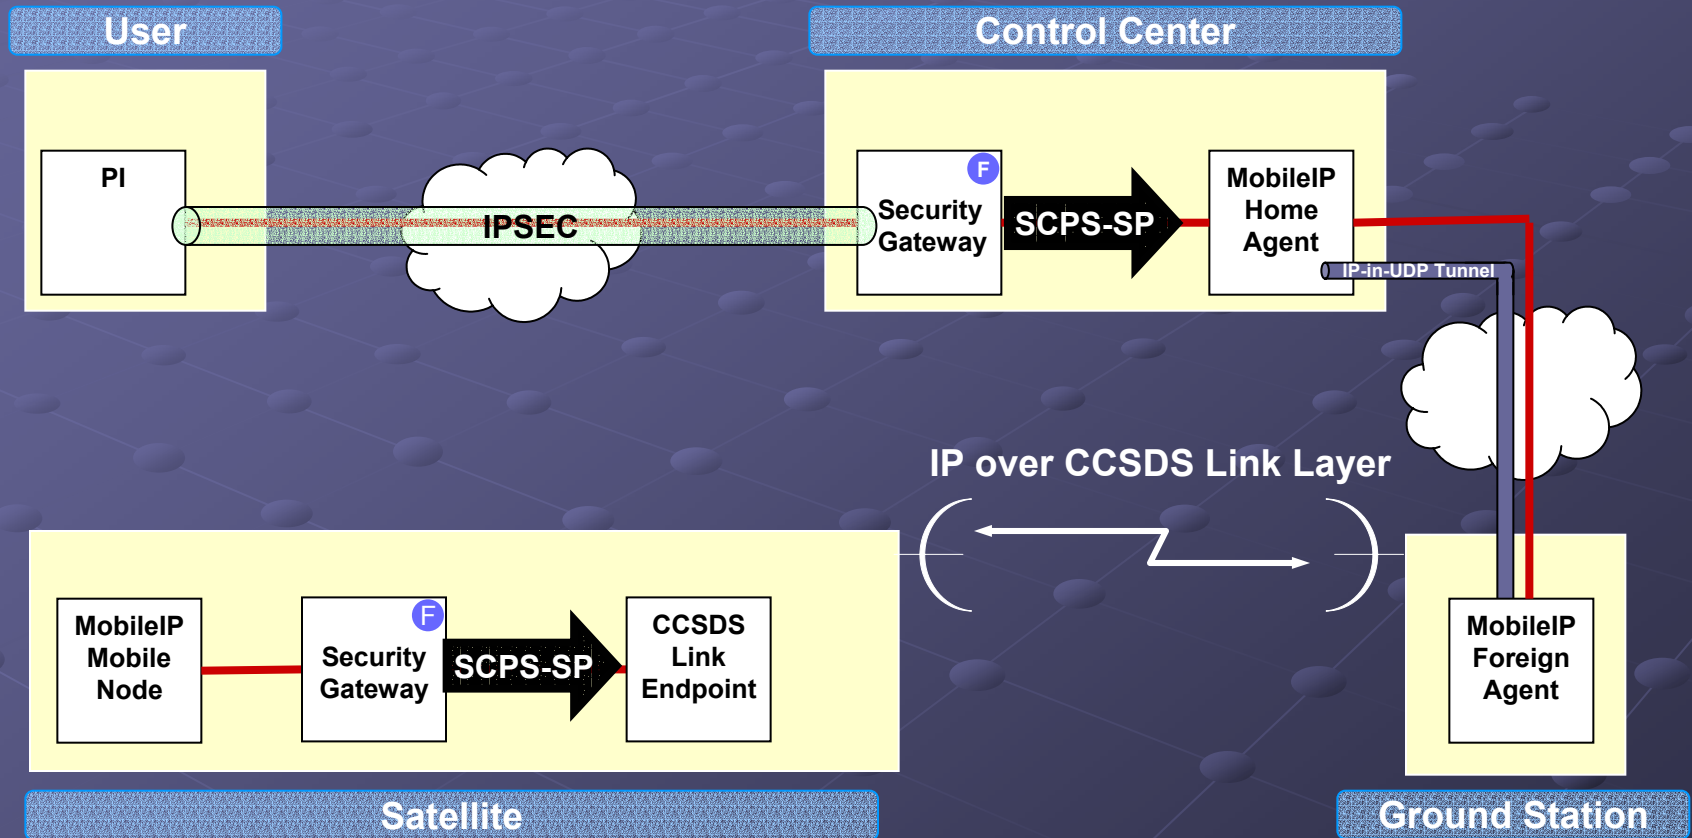 User
Control Center
PI
IPSEC
F
Security
Gateway
SCPS-SP
MobileIP
Home
Agent
IP-in-UDP Tunnel
IP over CCSDS Link Layer
MobileIP
Mobile
Node
F
Security
Gateway
SCPS-SP
CCSDS
Link
Endpoint
MobileIP
Foreign
Agent
Satellite
Ground Station